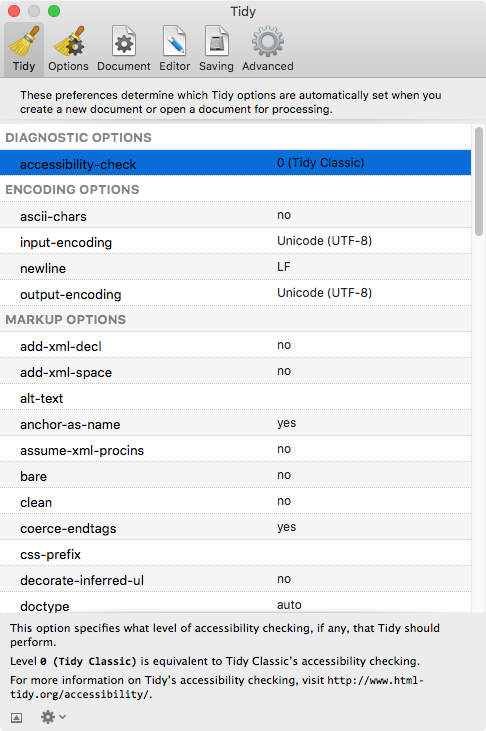 Tidy
Tidy Options Document Editor Saving Advanced
These preferences determine which Tidy options are automatically set when you
create a new document or open a document for processing.
DIAGNOSTIC OPTIONS
accessibility-check 0 (Tidy Classic)
ENCODING OPTIONS
ascii-chars no
input-encoding Unicode (UTF-8)
newline LF
output-encoding Unicode (UTF-8)
MARKUP OPTIONS
add-xml-decl no
add-xml-space no
alt-text
anchor-as-name yes
assume-xml-procins no
bare no
clean no
coerce-endtags yes
css-prefix
decorate-inferred-ul no
doctype auto
This option specifies what level of accessibility checking, if any, that Tidy should
perform.
Level 0 (Tidy Classic) is equivalent to Tidy Classic's accessibility checking.
For more information on Tidy's accessibility checking, visit http://www.html-
tidy.org/accessibility/.